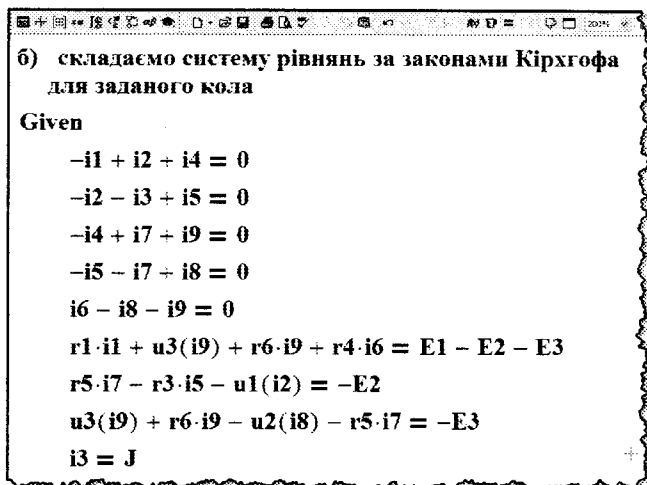 б) складаємо систему рівнянь за законами Кірхгофа
для заданого кола
Given
−i1 + i2 + i4 = 0
−i2 − i3 + i5 = 0
−i4 + i7 + i9 = 0
−i5 − i7 + i8 = 0
i6 − i8 − i9 = 0
r1·i1 + u3(i9) + r6·i9 + r4·i6 = E1 − E2 − E3
r5·i7 − r3·i5 − u1(i2) = −E2
u3(i9) + r6·i9 − u2(i8) − r5·i7 = −E3
i3 = J